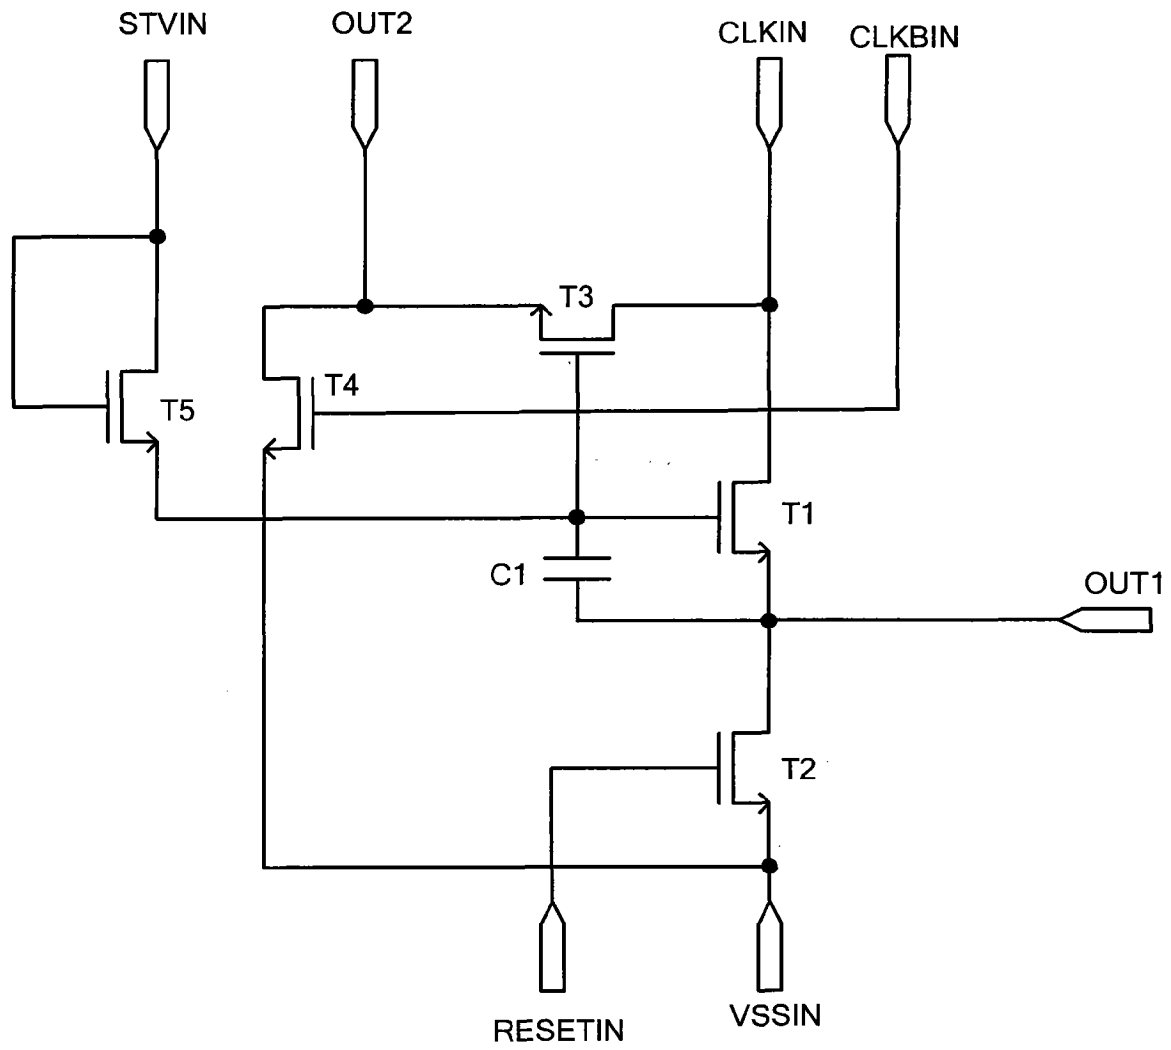 STVIN
OUT2
CLKIN
CLKBIN
T3
T4
T5
T1
C1
OUT1
T2
RESETIN
VSSIN